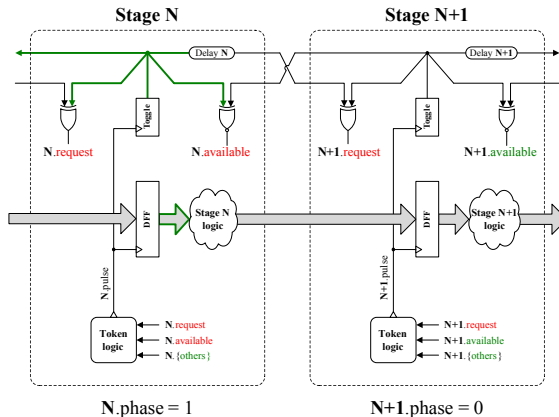 Stage N
Stage N+1
Delay N
Delay N+1
Toggle
Toggle
N.request
N.available
N+1.request
N+1.available
DFF
Stage N
logic
DFF
Stage N+1
logic
N.pulse
N+1.pulse
Token
logic
N.request
N.available
N.{others}
Token
logic
N+1.request
N+1.available
N+1.{others}
N.phase = 1
N+1.phase = 0